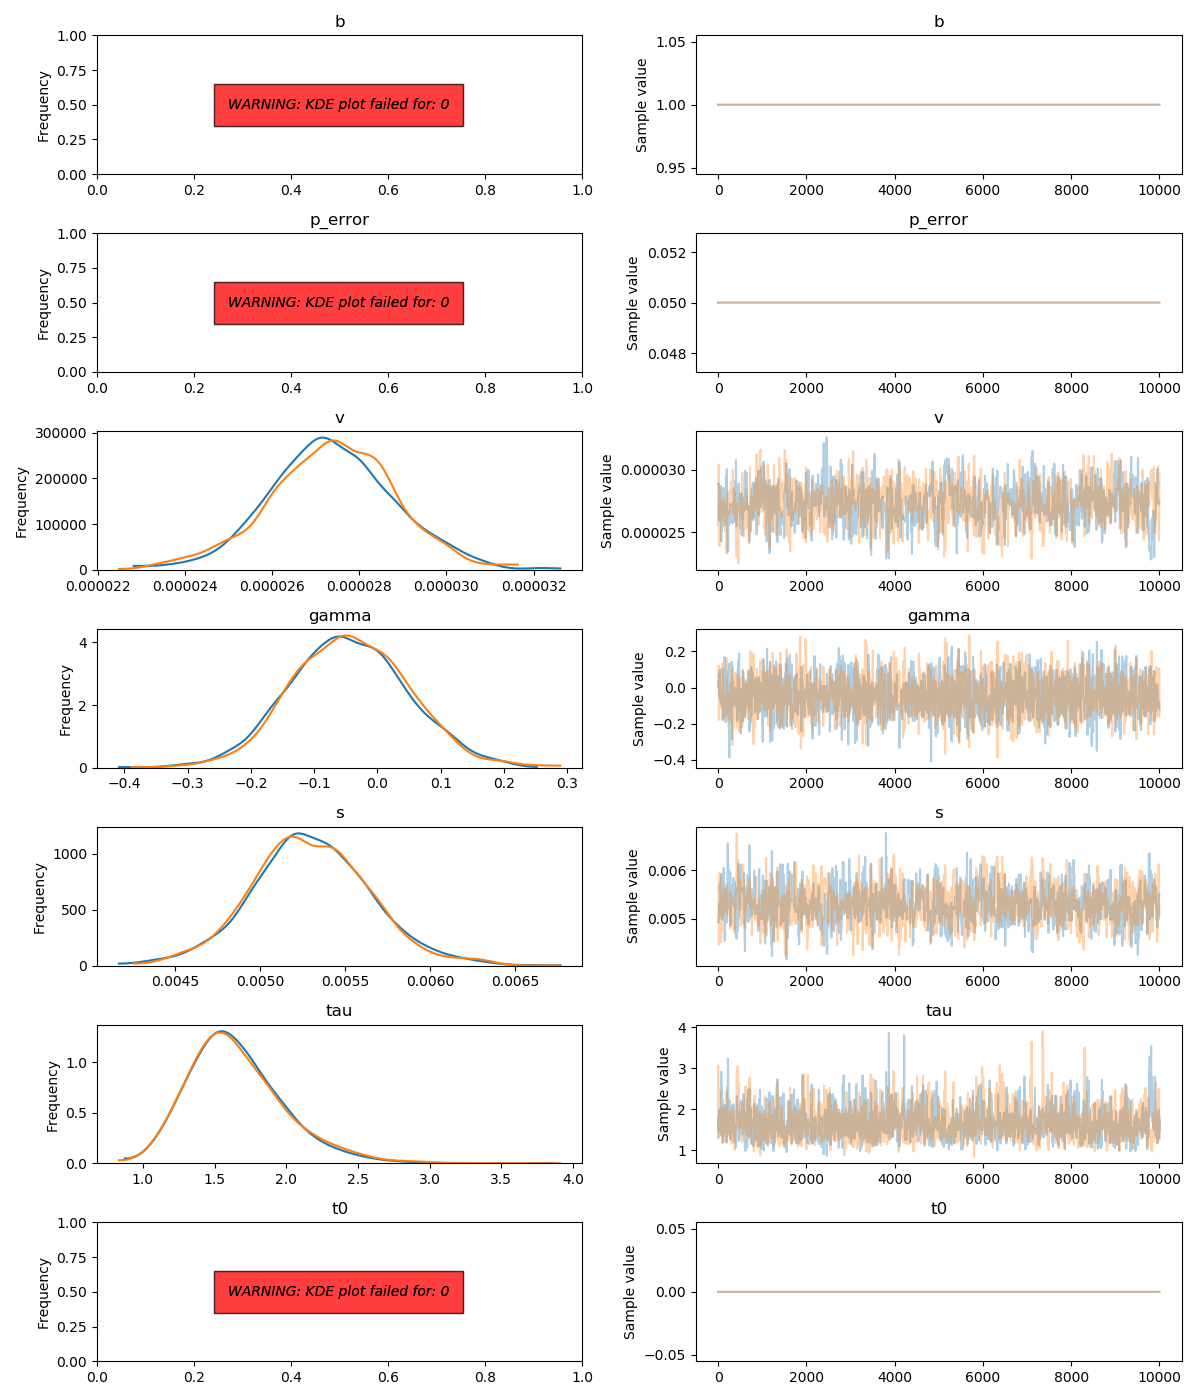 b
Frequency
1.00
0.75
0.50
0.25
0.00
WARNING: KDE plot failed for: 0
0.0 0.2 0.4 0.6 0.8 1.0
b
Sample value
1.05
1.00
0.95
0 2000 4000 6000 8000 10000
p_error
Frequency
1.00
0.75
0.50
0.25
0.00
WARNING: KDE plot failed for: 0
0.0 0.2 0.4 0.6 0.8 1.0
p_error
Sample value
0.052
0.050
0.048
0 2000 4000 6000 8000 10000
v
Frequency
300000
200000
100000
0
0.000022 0.000024 0.000026 0.000028 0.000030 0.000032
v
Sample value
0.000030
0.000025
0 2000 4000 6000 8000 10000
gamma
Frequency
4
2
0
−0.4 −0.3 −0.2 −0.1 0.0 0.1 0.2 0.3
gamma
Sample value
0.2
0.0
−0.2
−0.4
0 2000 4000 6000 8000 10000
s
Frequency
1000
500
0
0.0045 0.0050 0.0055 0.0060 0.0065
s
Sample value
0.006
0.005
0 2000 4000 6000 8000 10000
tau
Frequency
1.0
0.5
0.0
1.0 1.5 2.0 2.5 3.0 3.5 4.0
tau
Sample value
4
3
2
1
0 2000 4000 6000 8000 10000
t0
Frequency
1.00
0.75
0.50
0.25
0.00
WARNING: KDE plot failed for: 0
0.0 0.2 0.4 0.6 0.8 1.0
t0
Sample value
0.05
0.00
−0.05
0 2000 4000 6000 8000 10000